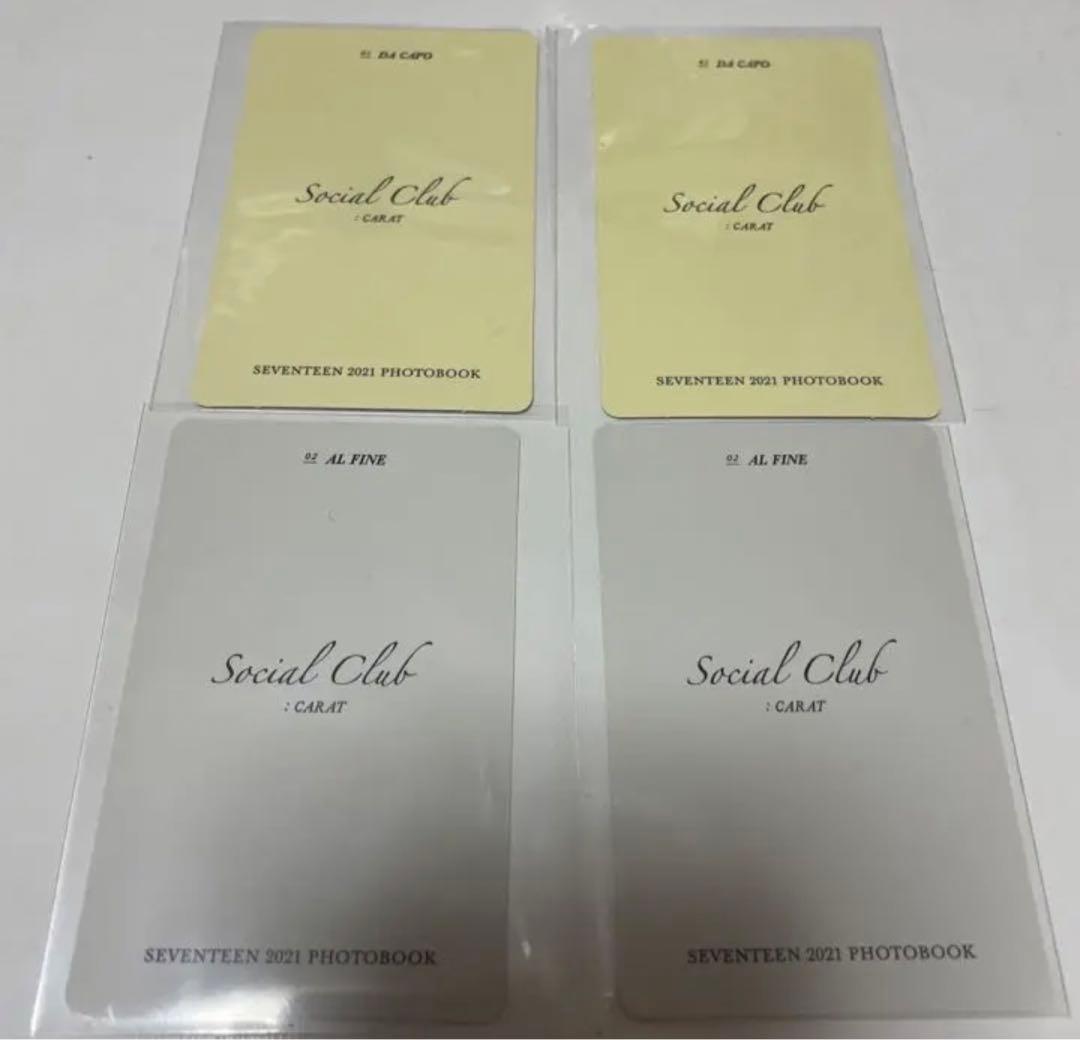 01 DA CAPO
Social Club
: CARAT
SEVENTEEN 2021 PHOTOBOOK
01 DA CAPO
Social Club
: CARAT
SEVENTEEN 2021 PHOTOBOOK
02 AL FINE
Social Club
: CARAT
SEVENTEEN 2021 PHOTOBOOK
02 AL FINE
Social Club
: CARAT
SEVENTEEN 2021 PHOTOBOOK